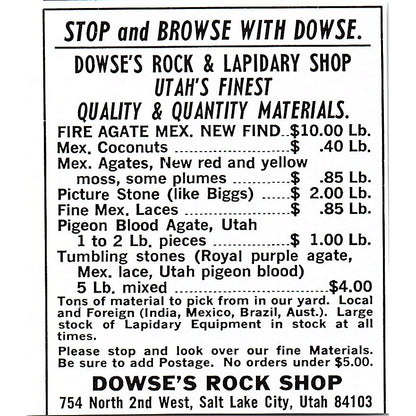 STOP and BROWSE WITH DOWSE.
DOWSE'S ROCK & LAPIDARY SHOP
UTAH'S FINEST
QUALITY & QUANTITY MATERIALS.
FIRE AGATE MEX. NEW FIND..$10.00 Lb.
Mex. Coconuts ......................$ .40 Lb.
Mex. Agates, New red and yellow
moss, some plumes ...............$ .85 Lb.
Picture Stone (like Biggs) ......$ 2.00 Lb.
Fine Mex. Laces ...................$ .85 Lb.
Pigeon Blood Agate, Utah
1 to 2 Lb. pieces ...............$ 1.00 Lb.
Tumbling stones (Royal purple agate,
Mex. lace, Utah pigeon blood)
5 Lb. mixed ...........................$4.00
Tons of material to pick from in our yard. Local
and Foreign (India, Mexico, Brazil, Aust.). Large
stock of Lapidary Equipment in stock at all
times.
Please stop and look over our fine Materials.
Be sure to add Postage. No orders under $5.00.
DOWSE'S ROCK SHOP
754 North 2nd West, Salt Lake City, Utah 84103